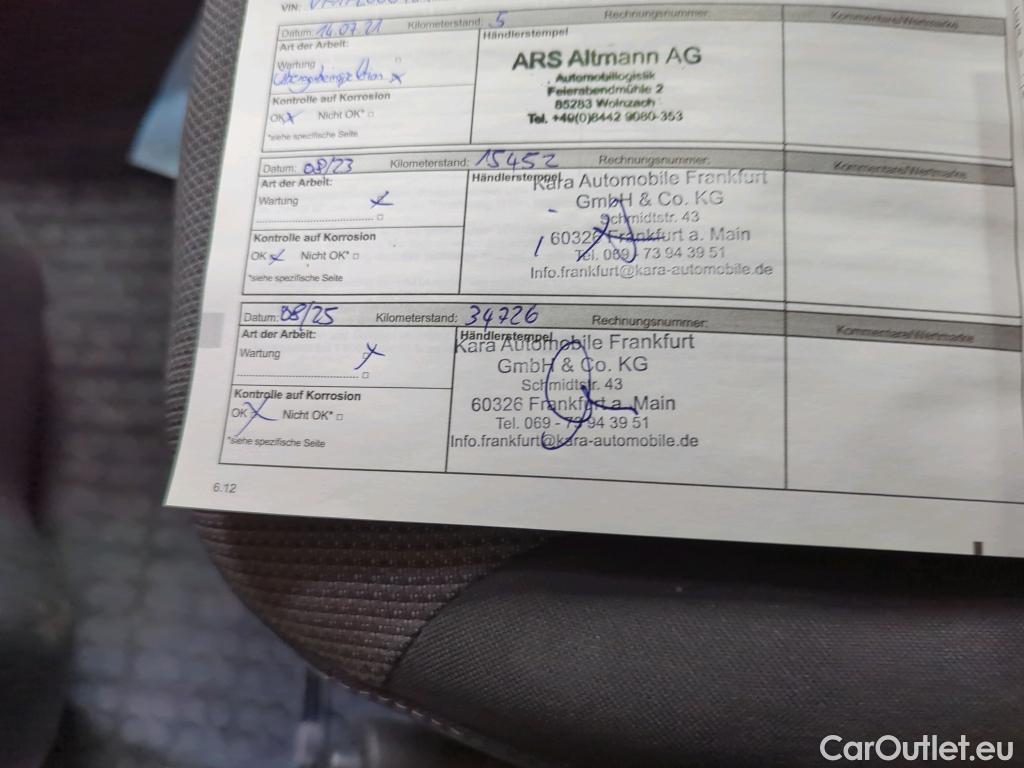 VIN:
Datum: 14.07.21 Kilometerstand: 5 Rechnungsnummer: Kommentare/Wertmarke
Art der Arbeit: Händlerstempel
Wartung
ARS Altmann AG
Automobillogistik
Feierabendmühle 2
85283 Wolnzach
Tel. +49(0)8442 9080-353
Kontrolle auf Korrosion
OK x Nicht OK*
*siehe spezifische Seite
Datum: 08/23 Kilometerstand: 15452 Rechnungsnummer: Kommentare/Wertmarke
Art der Arbeit: Händlerstempel
Wartung x
Kara Automobile Frankfurt
GmbH & Co. KG
Schmidtstr. 43
60326 Frankfurt a. Main
Tel. 069 - 73 94 39 51
Info.frankfurt@kara-automobile.de
Kontrolle auf Korrosion
OK x Nicht OK*
*siehe spezifische Seite
Datum: 08/25 Kilometerstand: 34726 Rechnungsnummer: Kommentare/Wertmarke
Art der Arbeit: Händlerstempel
Wartung x
Kara Automobile Frankfurt
GmbH & Co. KG
Schmidtstr. 43
60326 Frankfurt a. Main
Tel. 069 - 73 94 39 51
Info.frankfurt@kara-automobile.de
Kontrolle auf Korrosion
OK x Nicht OK*
*siehe spezifische Seite
6.12
CarOutlet.eu